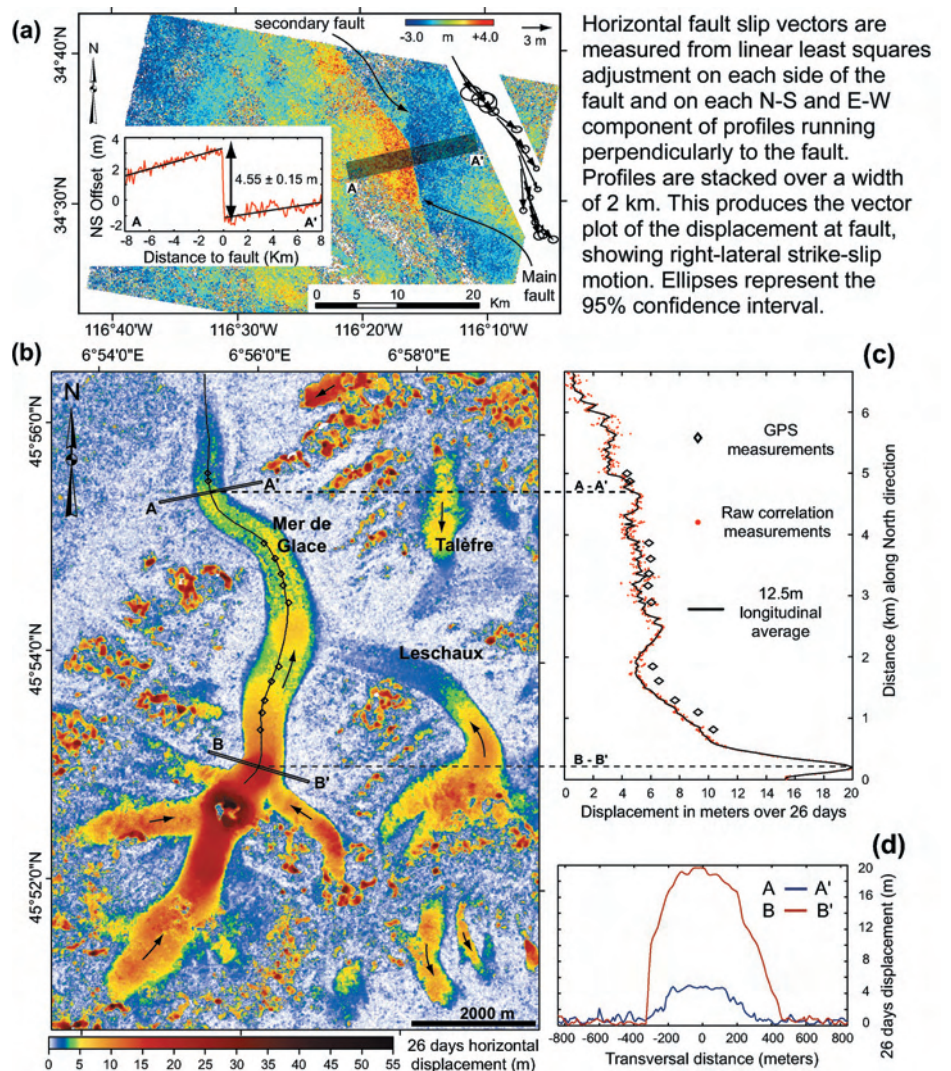 (a)
secondary fault
-3.0 m +4.0
3 m
N
34°40'N
34°30'N
NS Offset (m)
4
2
0
-2
4.55 ± 0.15 m
A
A'
-8 -6 -4 -2 0 2 4 6 8
Distance to fault (Km)
A
A'
Main
fault
0 5 10 20
Km
116°40'W 116°30'W 116°20'W 116°10'W
Horizontal fault slip vectors are
measured from linear least squares
adjustment on each side of the
fault and on each N-S and E-W
component of profiles running
perpendicularly to the fault.
Profiles are stacked over a width
of 2 km. This produces the vector
plot of the displacement at fault,
showing right-lateral strike-slip
motion. Ellipses represent the
95% confidence interval.
(b)
6°54'0"E 6°56'0"E 6°58'0"E
N
45°56'0"N
45°54'0"N
45°52'0"N
A
A'
Mer de
Glace
Talèfre
Leschaux
B
B'
2000 m
0 5 10 15 20 25 30 35 40 45 50 55
26 days horizontal
displacement (m)
(c)
GPS
measurements
A - A'
Raw correlation
measurements
12.5m
longitudinal
average
B - B'
6
5
4
3
2
1
0
Distance (km) along North direction
0 2 4 6 8 10 12 14 16 18 20
Displacement in meters over 26 days
(d)
A A'
B B'
20
16
12
8
4
0
26 days displacement (m)
-800 -600 -400 -200 0 200 400 600 800
Transversal distance (meters)